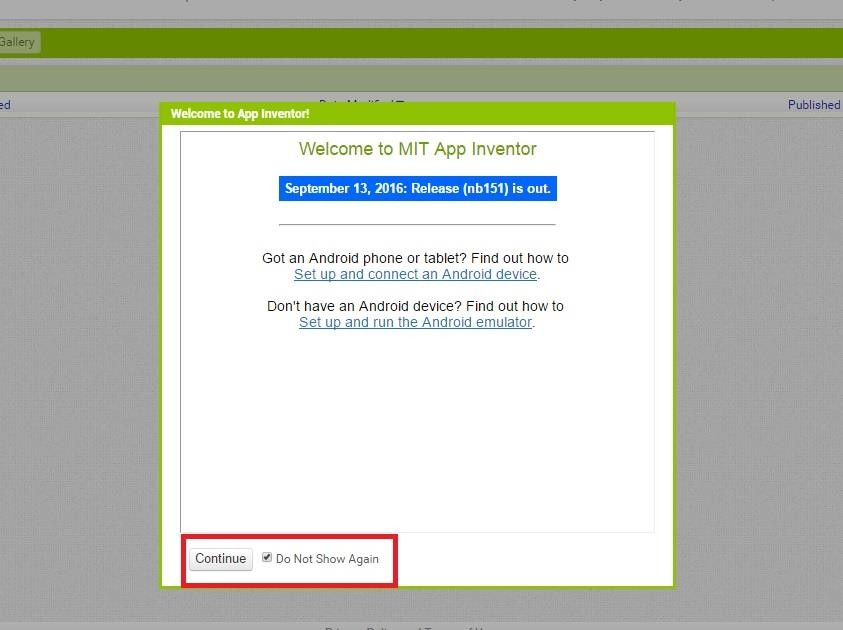 Gallery
ed
Published
Welcome to App Inventor!
Welcome to MIT App Inventor
September 13, 2016: Release (nb151) is out.
Got an Android phone or tablet? Find out how to
Set up and connect an Android device.
Don't have an Android device? Find out how to
Set up and run the Android emulator.
Continue Do Not Show Again